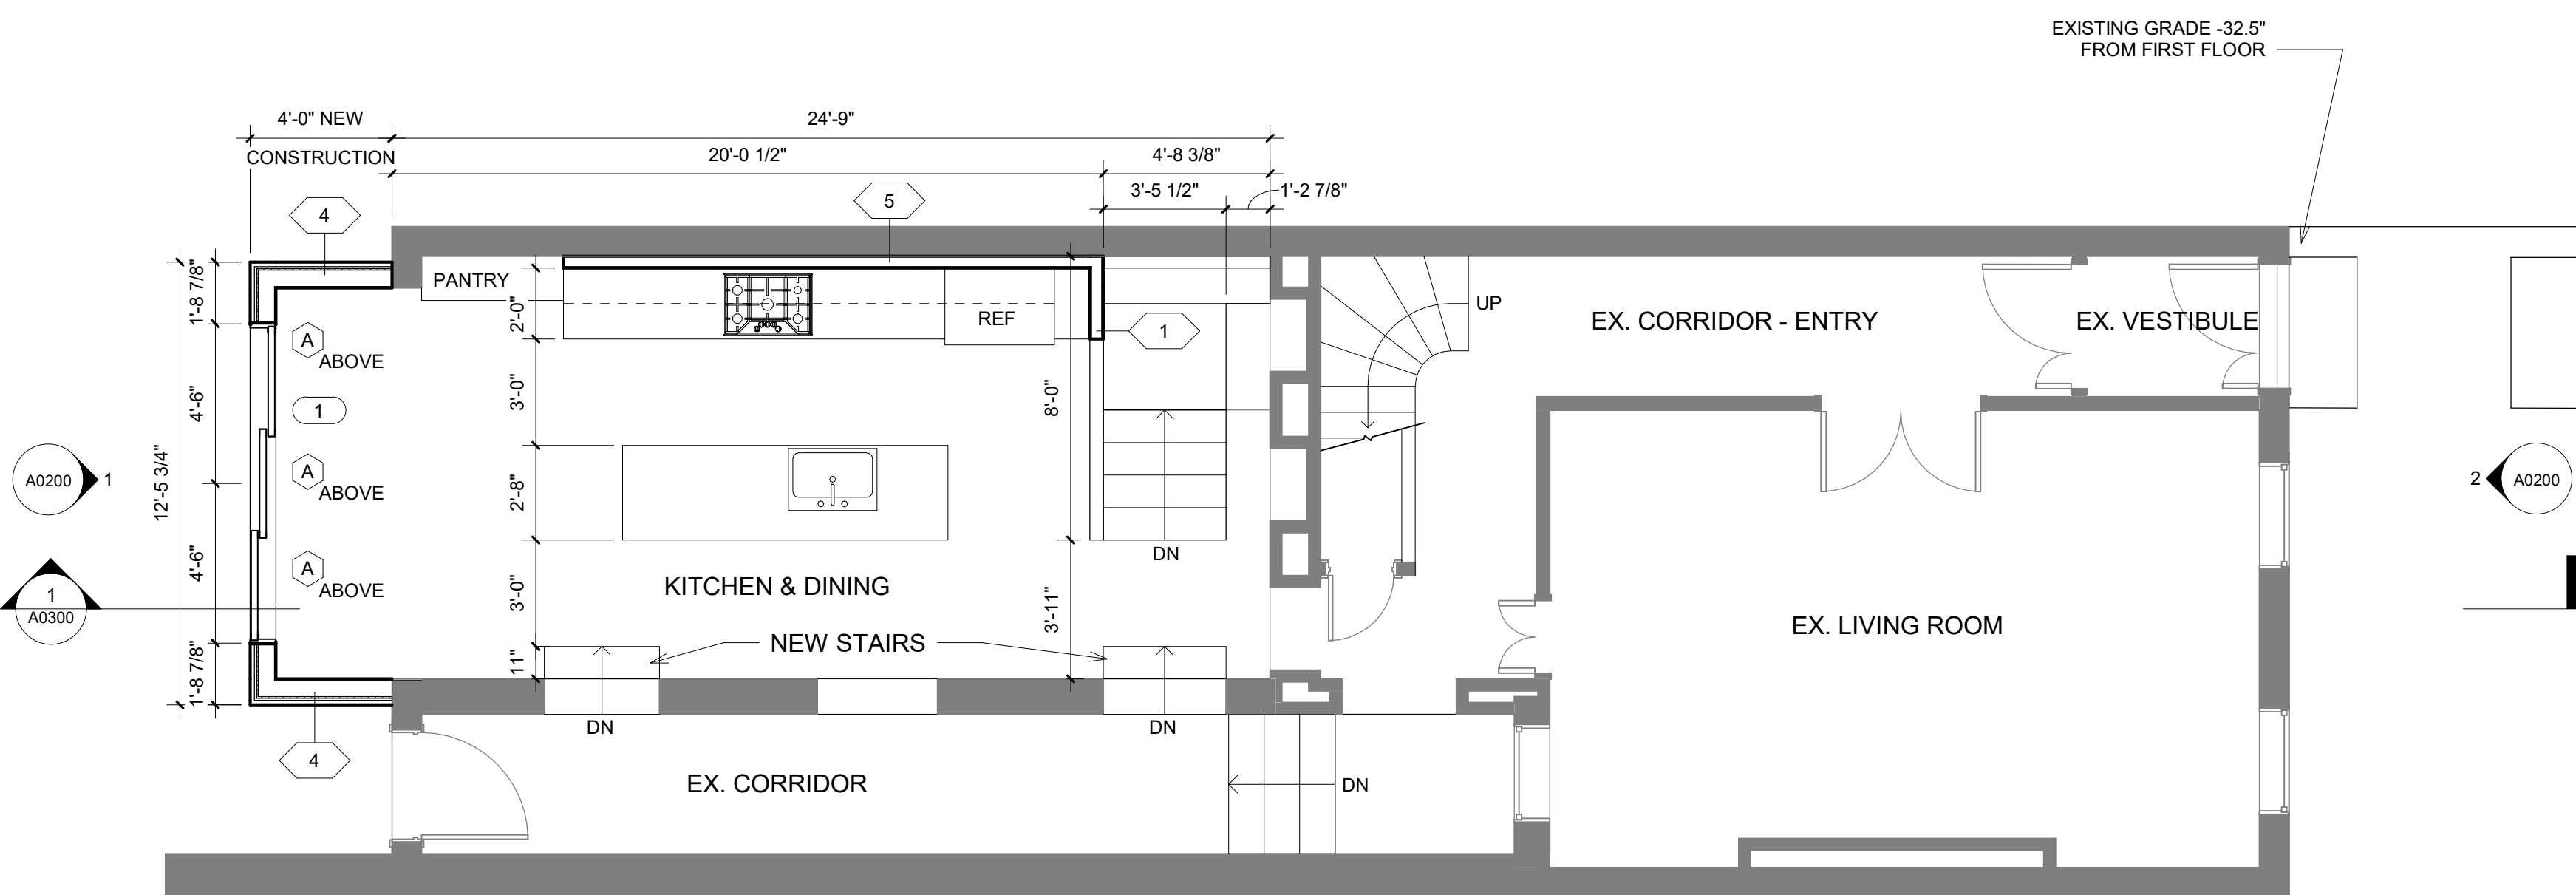 EXISTING GRADE -32.5"
FROM FIRST FLOOR
4'-0" NEW
CONSTRUCTION
24'-9"
20'-0 1/2"
4'-8 3/8"
3'-5 1/2"
1'-2 7/8"
4
5
1'-8 7/8"
4'-6"
12'-5 3/4"
4'-6"
1'-8 7/8"
PANTRY
2'-0"
REF
1
UP
EX. CORRIDOR - ENTRY
EX. VESTIBULE
A
ABOVE
1
3'-0"
8'-0"
A0200
1
A
ABOVE
2'-8"
2
A0200
DN
A
ABOVE
1
A0300
3'-0"
KITCHEN & DINING
3'-11"
EX. LIVING ROOM
NEW STAIRS
11"
DN
DN
4
EX. CORRIDOR
DN